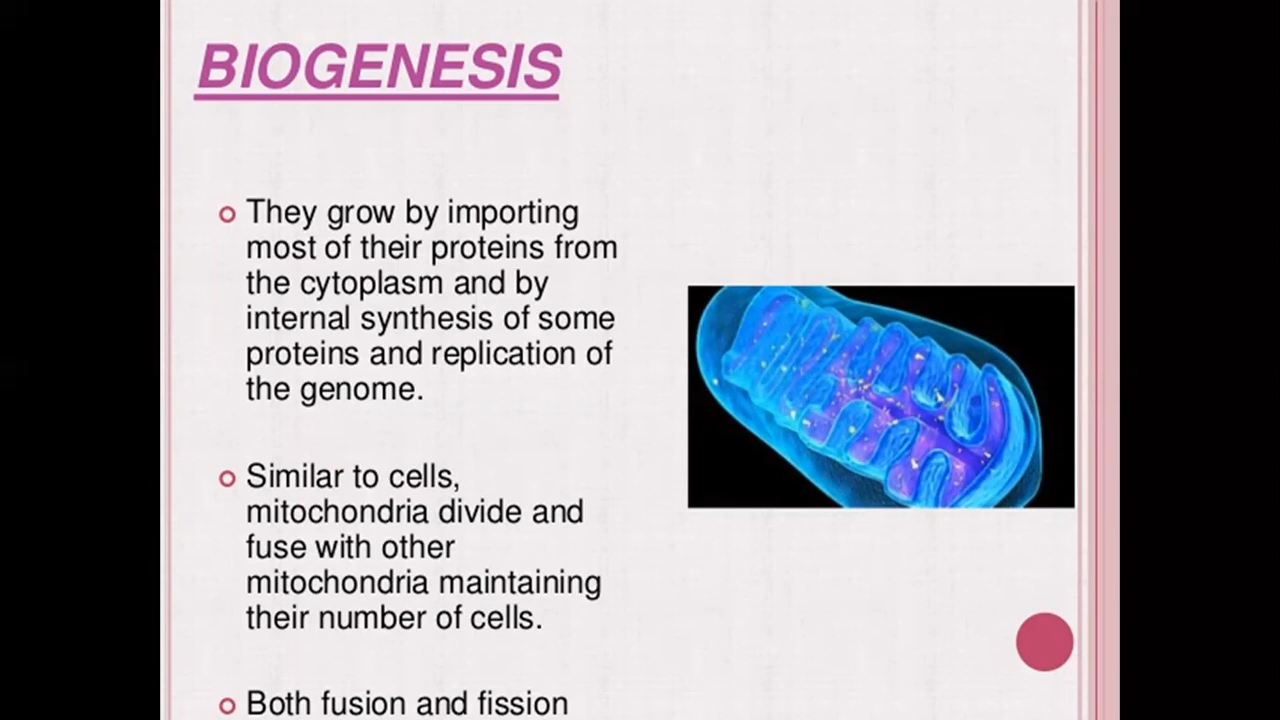 BIOGENESIS
They grow by importing
most of their proteins from
the cytoplasm and by
internal synthesis of some
proteins and replication of
the genome.
Similar to cells,
mitochondria divide and
fuse with other
mitochondria maintaining
their number of cells.
Both fusion and fission